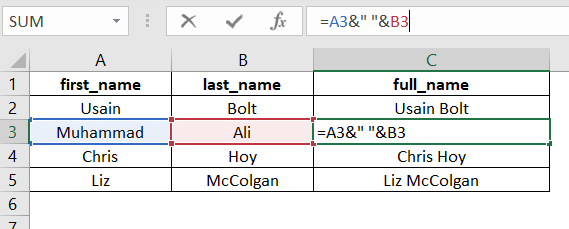 SUM fx =A3&" "&B3
A B C
1 first_name last_name full_name
2 Usain Bolt Usain Bolt
3 Muhammad Ali =A3&" "&B3
4 Chris Hoy Chris Hoy
5 Liz McColgan Liz McColgan
6
7